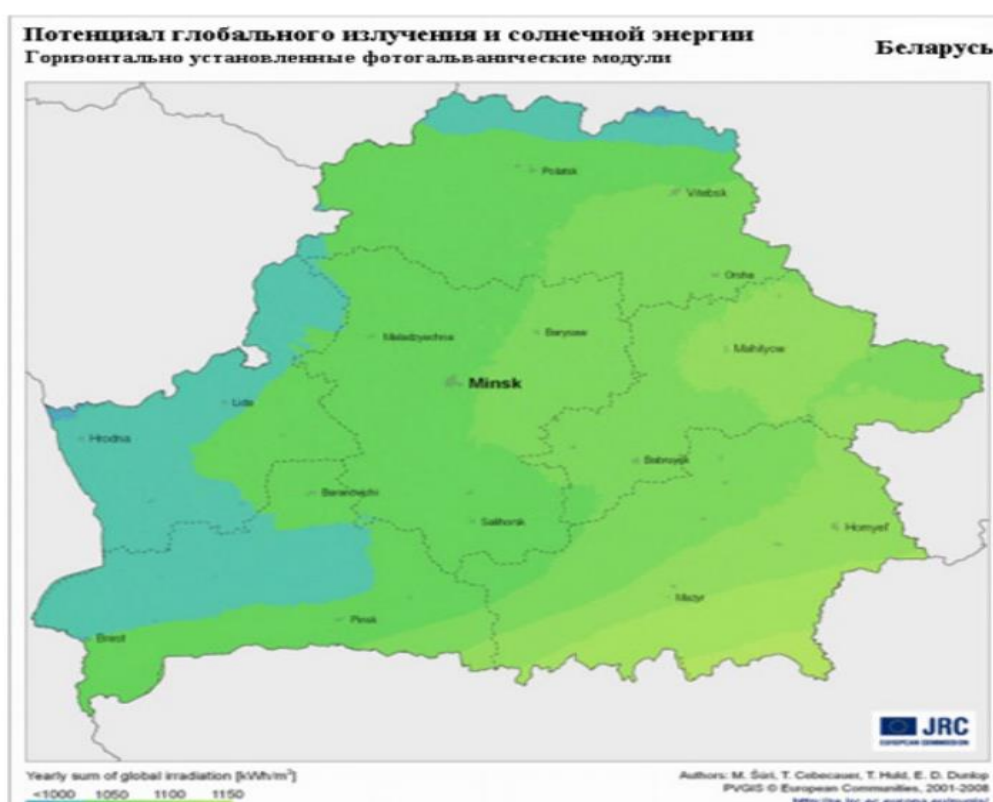 Потенциал глобального излучения и солнечной энергии
Горизонтально установленные фотогальванические модули
Беларусь
Polatsk
Vitebsk
Orsha
Maladzyechna
Barysaw
Mahilyow
Minsk
Lida
Hrodna
Babruysk
Baranavichi
Salihorsk
Homyel
Mazyr
Pinsk
Brest
JRC
EUROPEAN COMMISSION
Yearly sum of global irradiation [kWh/m²]
<1000 1050 1100 1150
Authors: M. Šúri, T. Cebecauer, T. Huld, E. D. Dunlop
PVGIS © European Communities, 2001-2008